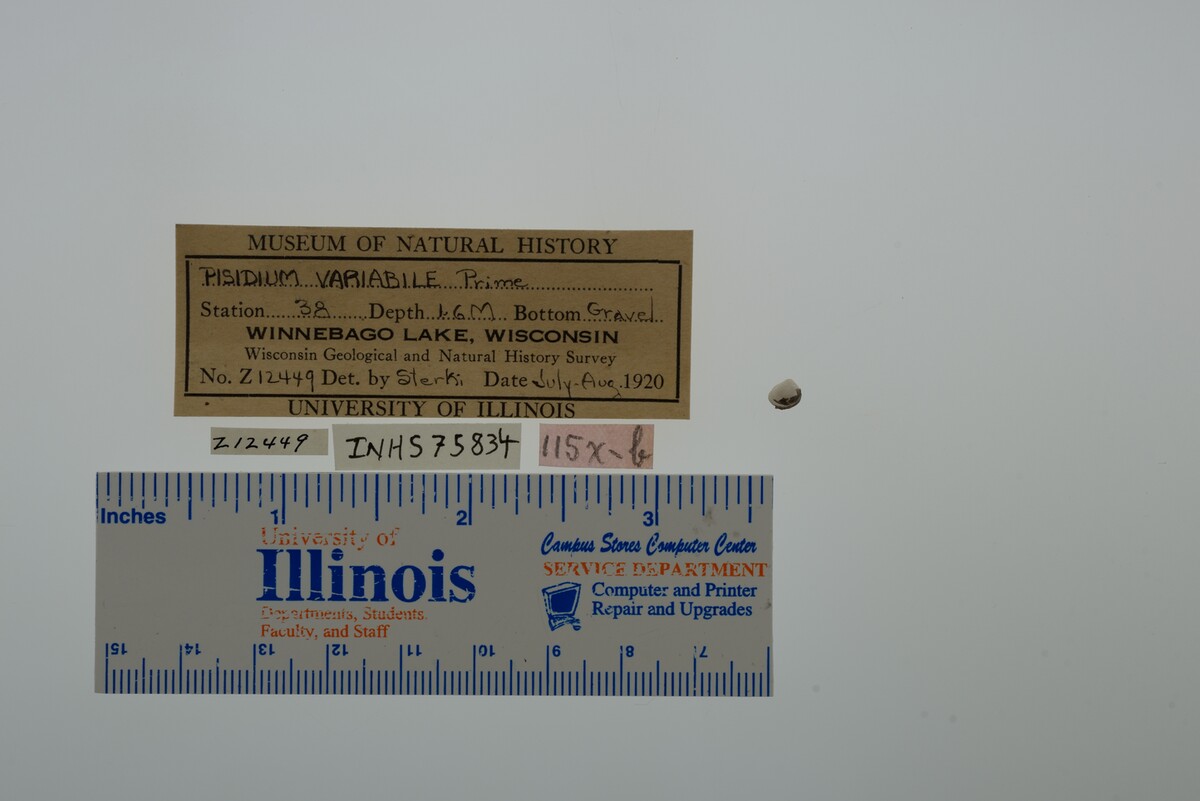 MUSEUM OF NATURAL HISTORY
PISIDIUM VARIABILE Prime
Station 38 Depth 1.6M Bottom Gravel
WINNEBAGO LAKE, WISCONSIN
Wisconsin Geological and Natural History Survey
No. Z12449 Det. by Sterki Date July-Aug. 1920
UNIVERSITY OF ILLINOIS
Z12449 INHS75834 115x-b
Inches 1 2 3
University of
Illinois
Departments, Students,
Faculty, and Staff
Campus Stores Computer Center
SERVICE DEPARTMENT
Computer and Printer
Repair and Upgrades
15 14 13 12 11 10 9 8 7